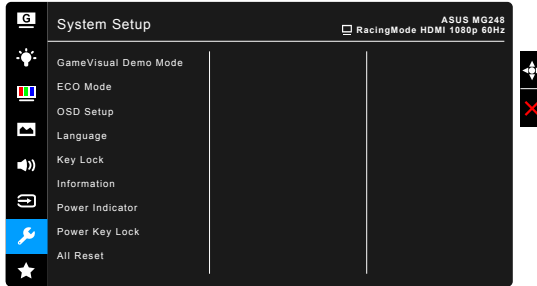 G
System Setup
ASUS MG248
RacingMode HDMI 1080p 60Hz
GameVisual Demo Mode
ECO Mode
OSD Setup
Language
Key Lock
Information
Power Indicator
Power Key Lock
All Reset